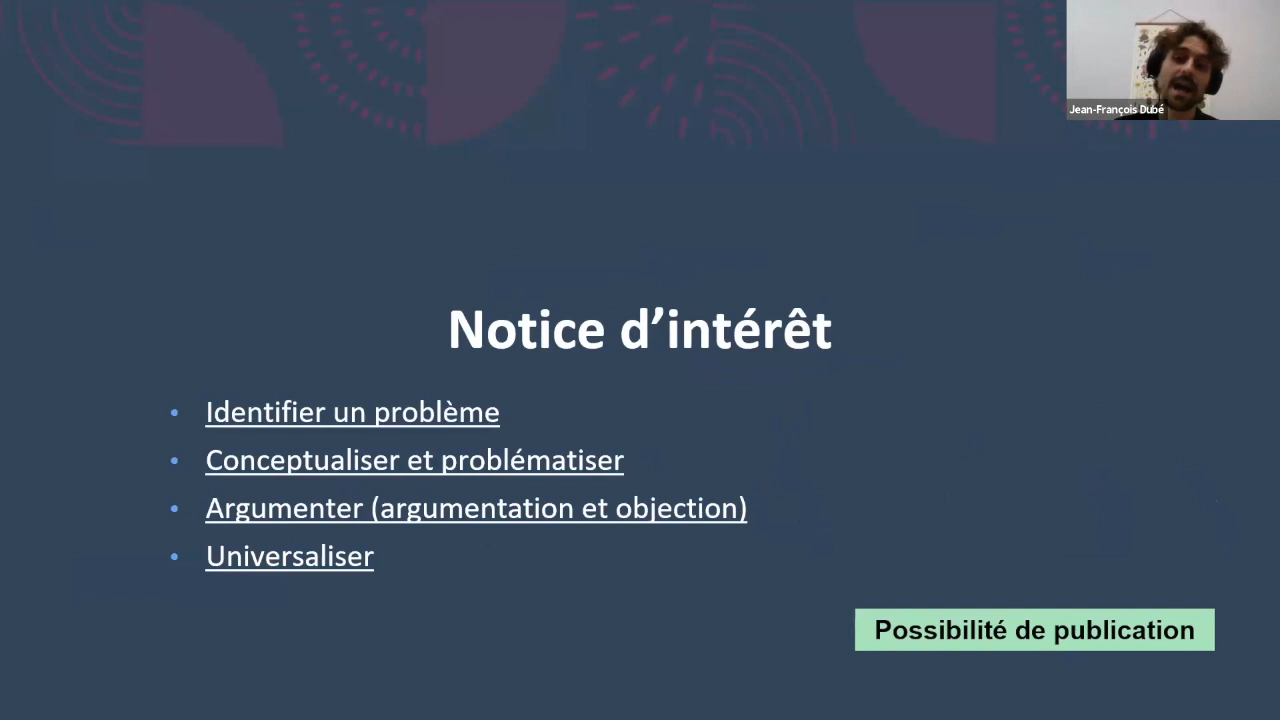 Jean-François Dubé
Notice d’intérêt
• Identifier un problème
• Conceptualiser et problématiser
• Argumenter (argumentation et objection)
• Universaliser
Possibilité de publication